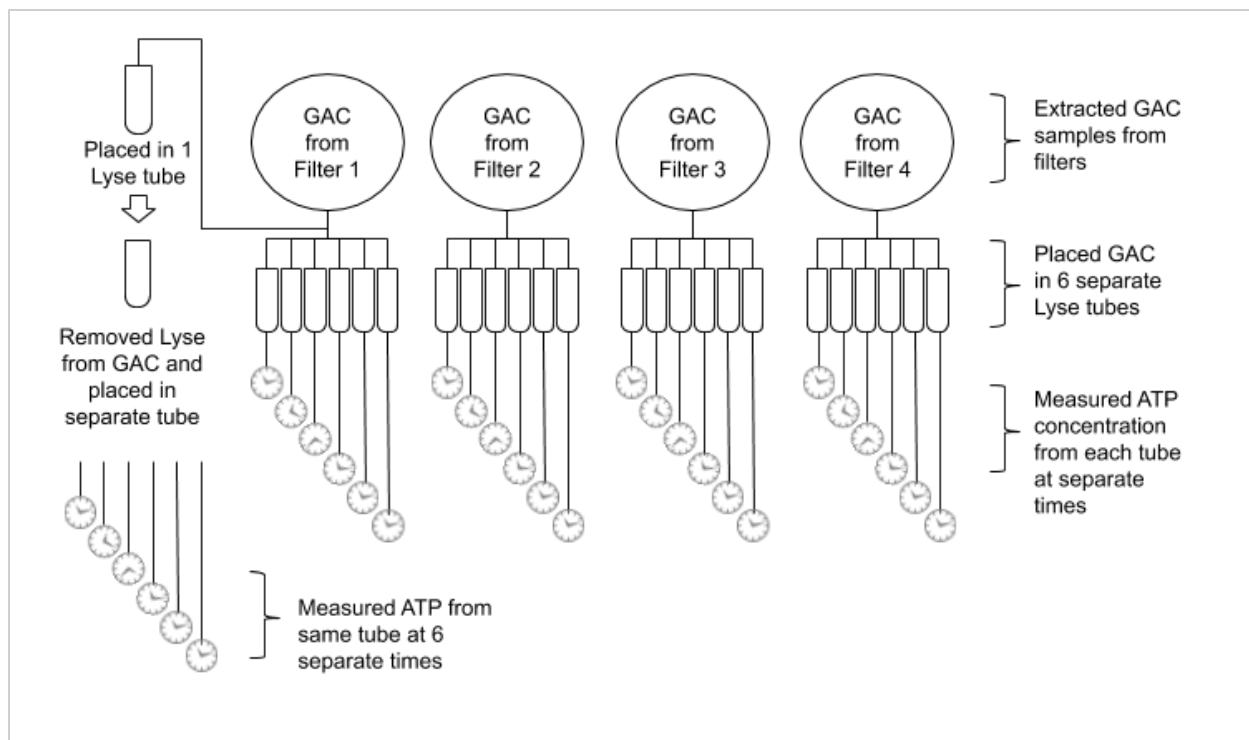 Placed in 1
Lyse tube
Removed Lyse
from GAC and
placed in
separate tube
GAC
from
Filter 1
GAC
from
Filter 2
GAC
from
Filter 3
GAC
from
Filter 4
Extracted GAC
samples from
filters
Placed GAC
in 6 separate
Lyse tubes
Measured ATP
concentration
from each tube
at separate
times
Measured ATP from
same tube at 6
separate times